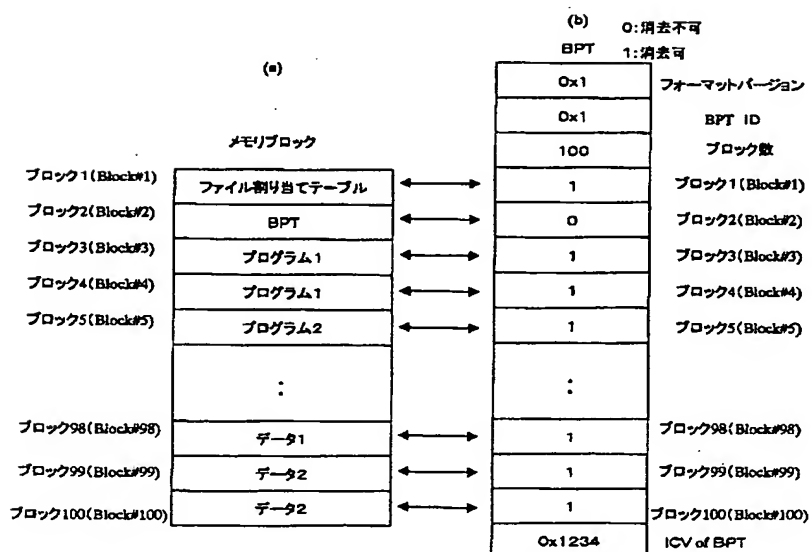 (b)
0:消去不可
BPT
1:消去可
(a)
0x1
フォーマットバージョン
0x1
BPT ID
メモリブロック
100
ブロック数
ブロック1(Block#1)
ファイル割り当てテーブル
1
ブロック1(Block#1)
ブロック2(Block#2)
BPT
0
ブロック2(Block#2)
ブロック3(Block#3)
プログラム1
1
ブロック3(Block#3)
ブロック4(Block#4)
プログラム1
1
ブロック4(Block#4)
ブロック5(Block#5)
プログラム2
1
ブロック5(Block#5)
:
:
ブロック98(Block#98)
データ1
1
ブロック98(Block#98)
ブロック99(Block#99)
データ2
1
ブロック99(Block#99)
ブロック100(Block#100)
データ2
1
ブロック100(Block#100)
0x1234
ICV of BPT